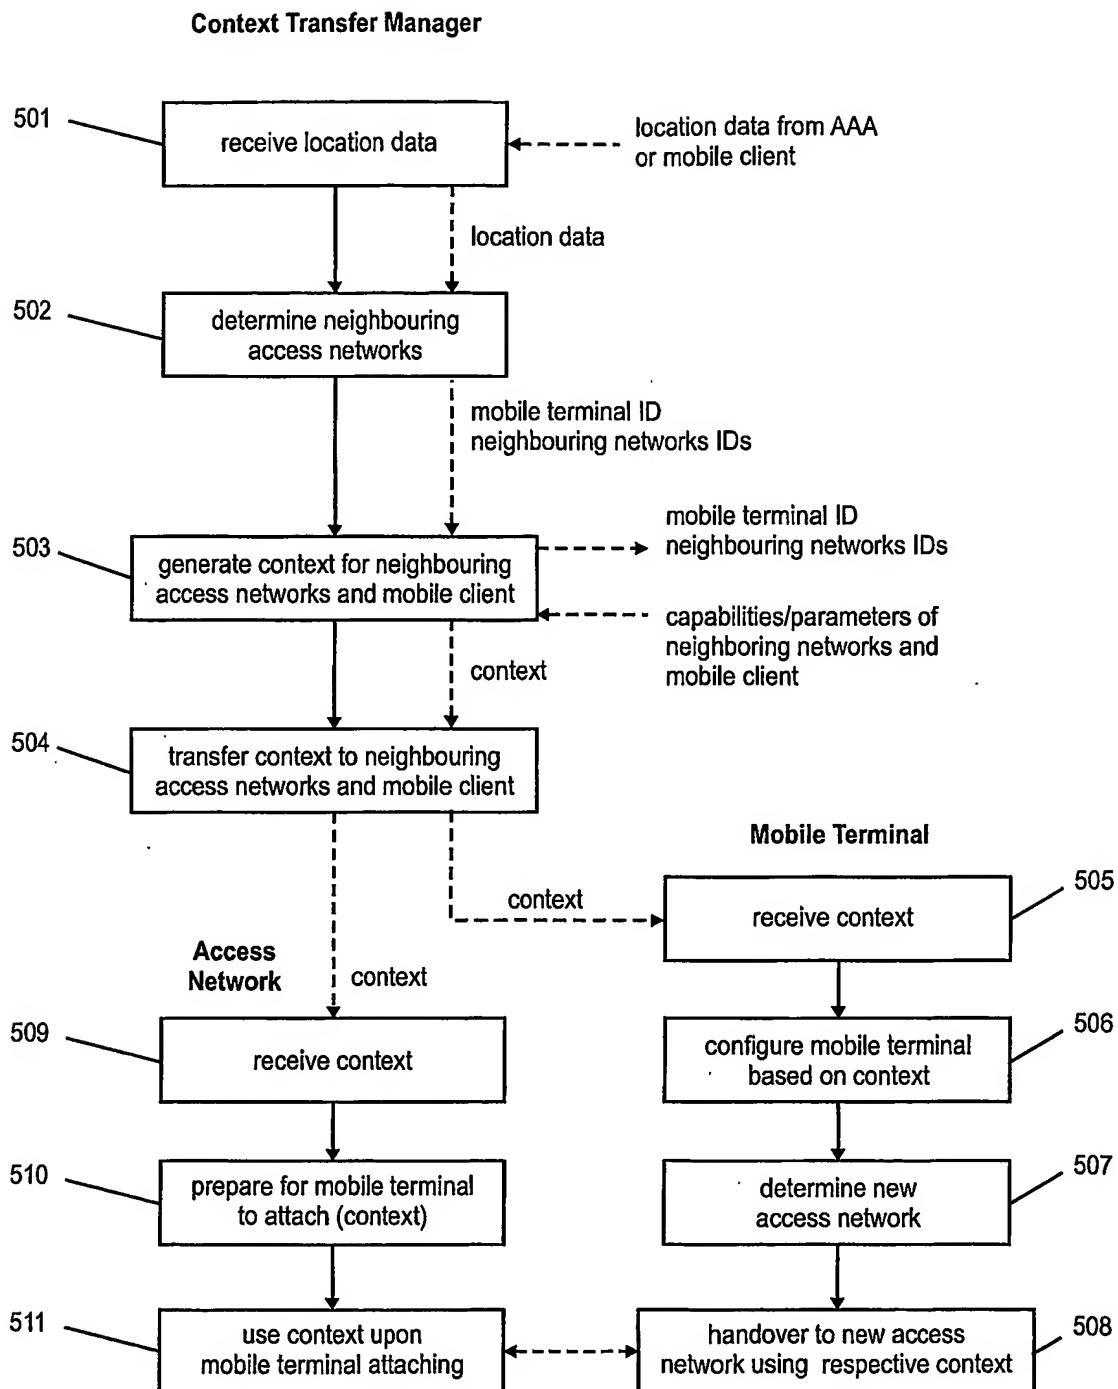 Context Transfer Manager
501
receive location data
location data from AAA
or mobile client
location data
502
determine neighbouring
access networks
mobile terminal ID
neighbouring networks IDs
503
generate context for neighbouring
access networks and mobile client
mobile terminal ID
neighbouring networks IDs
capabilities/parameters of
neighboring networks and
mobile client
context
504
transfer context to neighbouring
access networks and mobile client
Mobile Terminal
context
505
receive context
Access
Network
context
509
receive context
506
configure mobile terminal
based on context
510
prepare for mobile terminal
to attach (context)
507
determine new
access network
511
use context upon
mobile terminal attaching
508
handover to new access
network using respective context